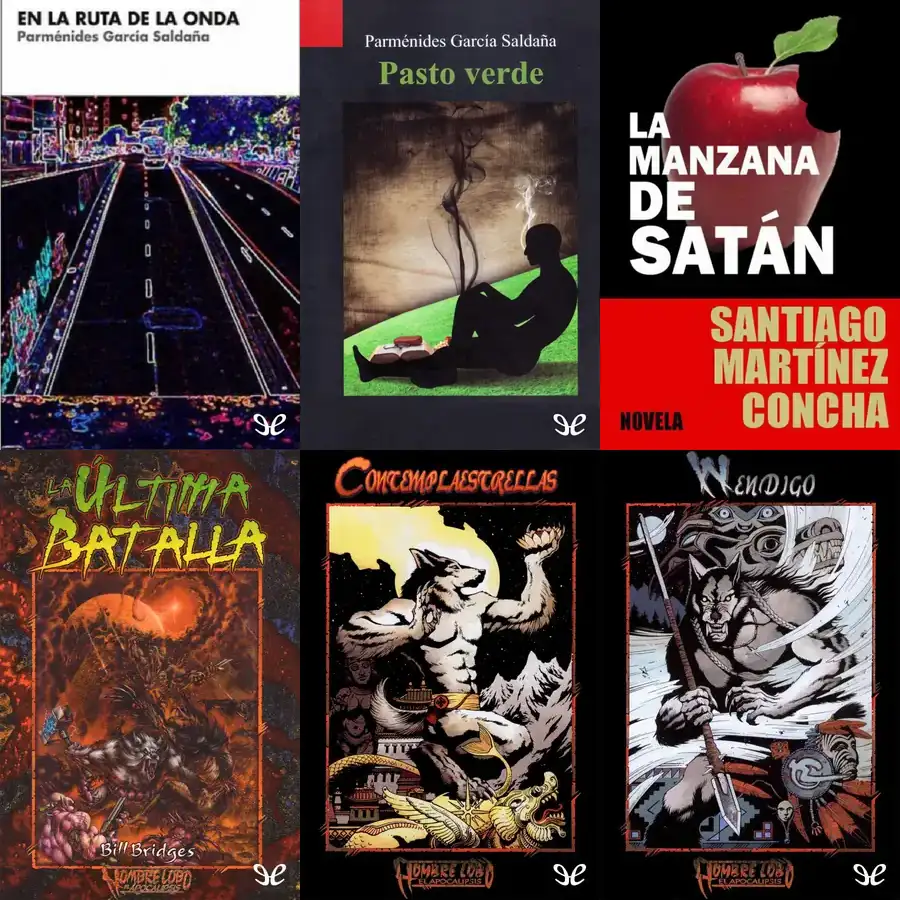 EN LA RUTA DE LA ONDA
Parménides García Saldaña
Parménides García Saldaña
Pasto verde
LA
MANZANA
DE
SATÁN
SANTIAGO
MARTÍNEZ
CONCHA
NOVELA
LA ÚLTIMA
BATALLA
Bill Bridges
HOMBRE LOBO
EL APOCALIPSIS
CONTEMPLAESTRELLAS
HOMBRE LOBO
EL APOCALIPSIS
WENDIGO
HOMBRE LOBO
EL APOCALIPSIS